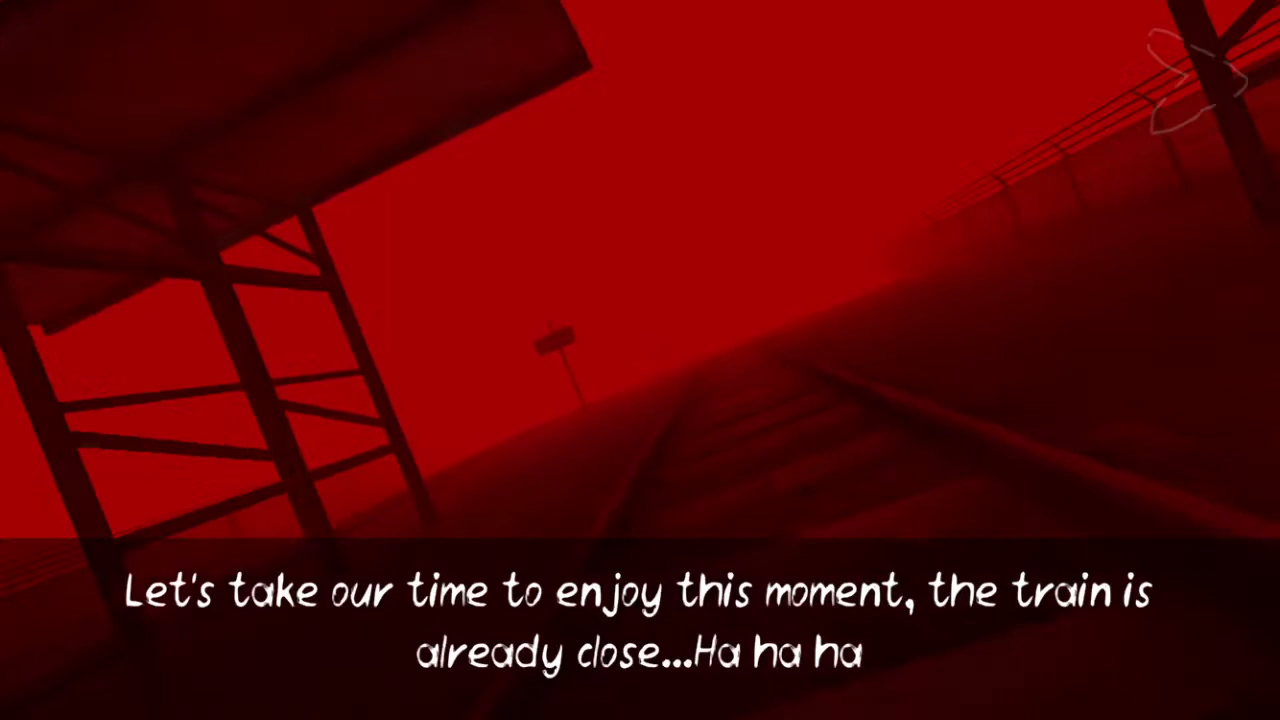 Let's take our time to enjoy this moment, the train is
already close...Ha ha ha